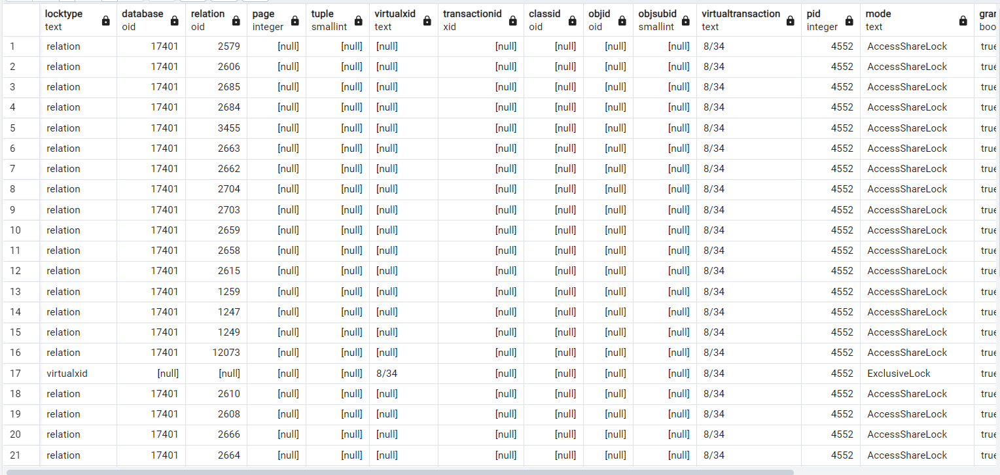 locktype database relation page tuple virtualxid transactionid classid objid objsubid virtualtransaction pid mode
text oid oid integer smallint text xid oid oid smallint text integer text
1 relation 17401 2579 [null] [null] [null] [null] [null] [null] [null] 8/34 4552 AccessShareLock true
2 relation 17401 2606 [null] [null] [null] [null] [null] [null] [null] 8/34 4552 AccessShareLock true
3 relation 17401 2685 [null] [null] [null] [null] [null] [null] [null] 8/34 4552 AccessShareLock true
4 relation 17401 2684 [null] [null] [null] [null] [null] [null] [null] 8/34 4552 AccessShareLock true
5 relation 17401 3455 [null] [null] [null] [null] [null] [null] [null] 8/34 4552 AccessShareLock true
6 relation 17401 2663 [null] [null] [null] [null] [null] [null] [null] 8/34 4552 AccessShareLock true
7 relation 17401 2662 [null] [null] [null] [null] [null] [null] [null] 8/34 4552 AccessShareLock true
8 relation 17401 2704 [null] [null] [null] [null] [null] [null] [null] 8/34 4552 AccessShareLock true
9 relation 17401 2703 [null] [null] [null] [null] [null] [null] [null] 8/34 4552 AccessShareLock true
10 relation 17401 2659 [null] [null] [null] [null] [null] [null] [null] 8/34 4552 AccessShareLock true
11 relation 17401 2658 [null] [null] [null] [null] [null] [null] [null] 8/34 4552 AccessShareLock true
12 relation 17401 2615 [null] [null] [null] [null] [null] [null] [null] 8/34 4552 AccessShareLock true
13 relation 17401 1259 [null] [null] [null] [null] [null] [null] [null] 8/34 4552 AccessShareLock true
14 relation 17401 1247 [null] [null] [null] [null] [null] [null] [null] 8/34 4552 AccessShareLock true
15 relation 17401 1249 [null] [null] [null] [null] [null] [null] [null] 8/34 4552 AccessShareLock true
16 relation 17401 12073 [null] [null] [null] [null] [null] [null] [null] 8/34 4552 AccessShareLock true
17 virtualxid [null] [null] [null] [null] 8/34 [null] [null] [null] [null] 8/34 4552 ExclusiveLock true
18 relation 17401 2610 [null] [null] [null] [null] [null] [null] [null] 8/34 4552 AccessShareLock true
19 relation 17401 2608 [null] [null] [null] [null] [null] [null] [null] 8/34 4552 AccessShareLock true
20 relation 17401 2666 [null] [null] [null] [null] [null] [null] [null] 8/34 4552 AccessShareLock true
21 relation 17401 2664 [null] [null] [null] [null] [null] [null] [null] 8/34 4552 AccessShareLock true